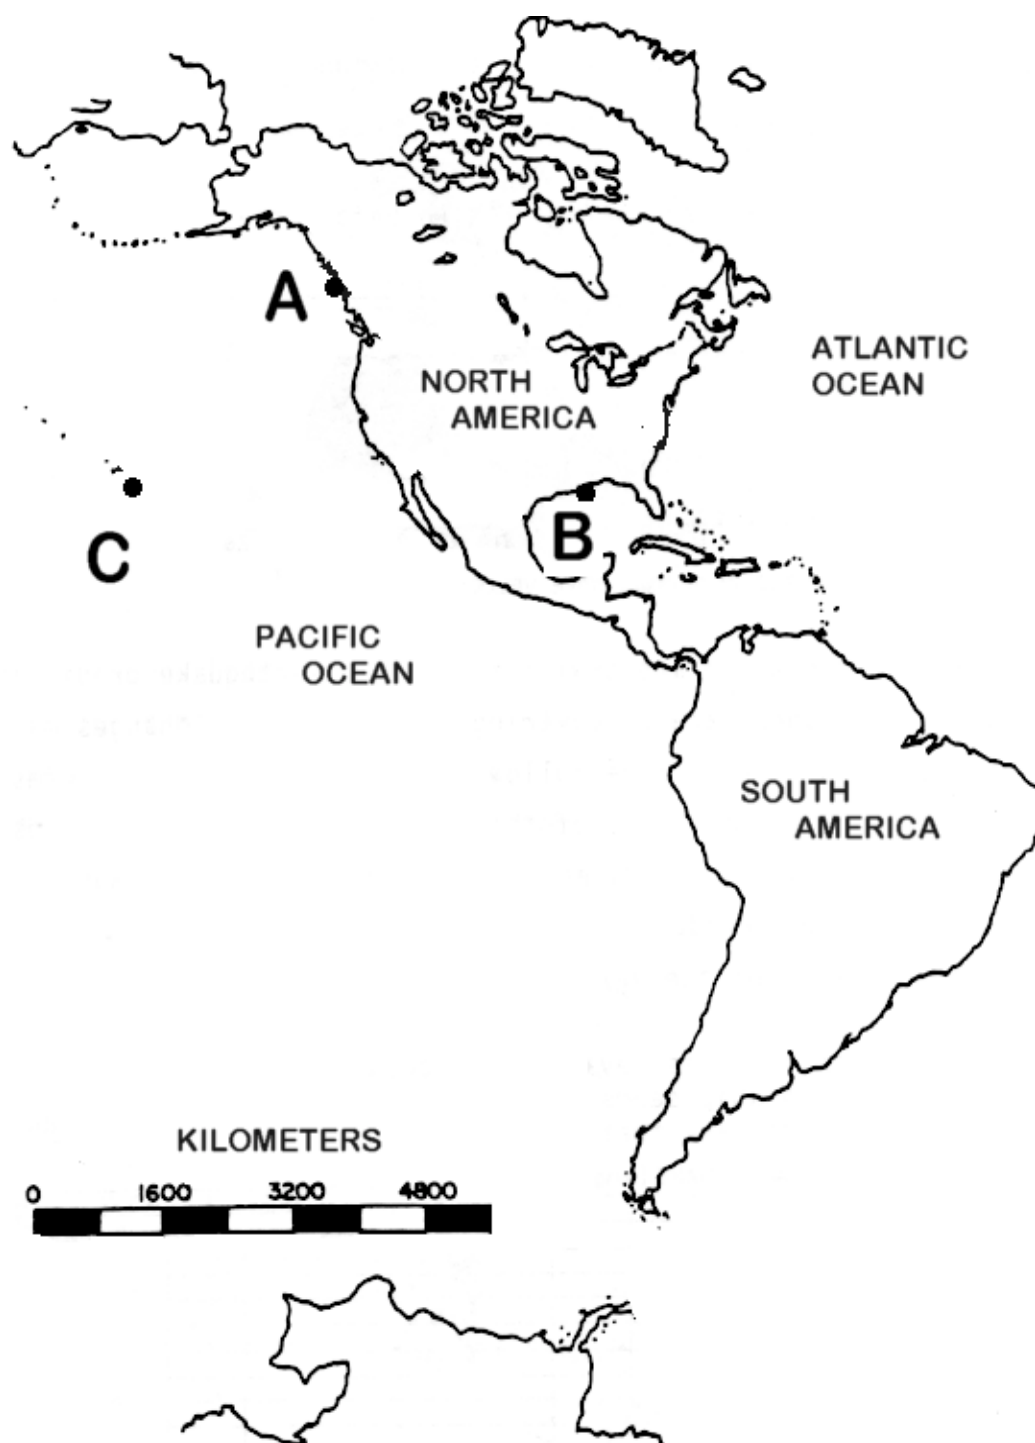 A
ATLANTIC
OCEAN
NORTH
AMERICA
B
C
PACIFIC
OCEAN
SOUTH
AMERICA
KILOMETERS
0 1600 3200 4800